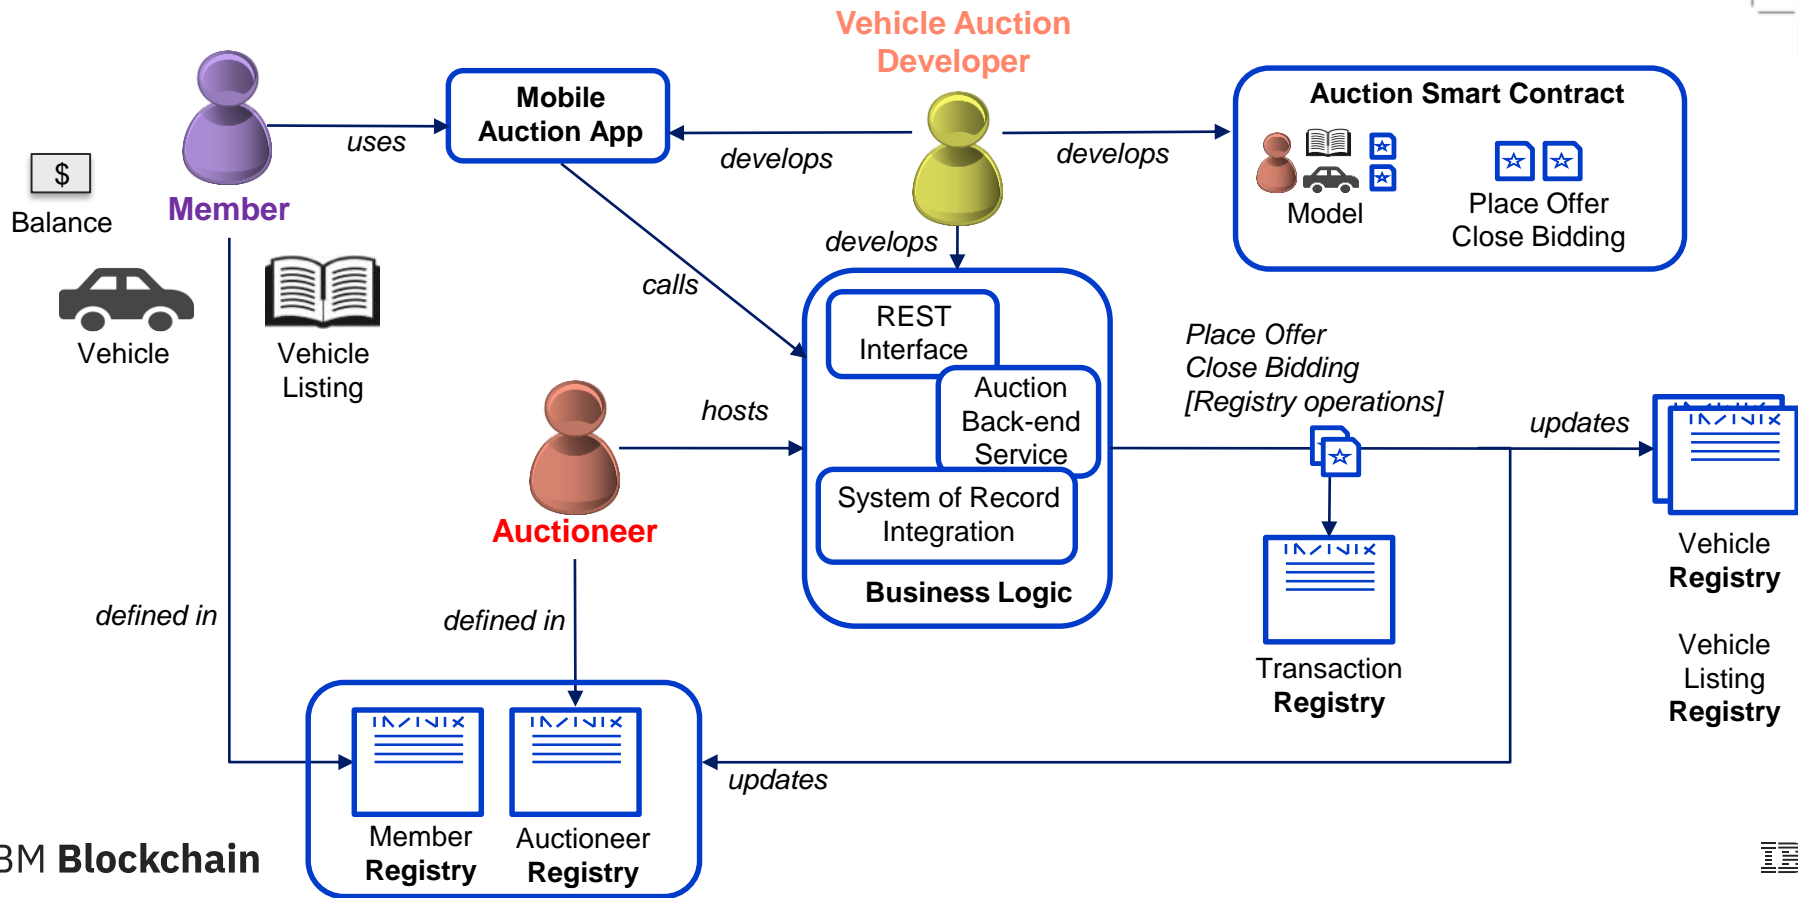 Vehicle Auction
Developer
Mobile
Auction App
Auction Smart Contract
uses
develops
develops
$
Balance
Member
Model
Place Offer
Close Bidding
develops
calls
Vehicle
Vehicle
Listing
REST
Interface
Place Offer
Close Bidding
[Registry operations]
hosts
Auction
Back-end
Service
updates
System of Record
Integration
Auctioneer
Business Logic
Vehicle
Registry
defined in
defined in
Transaction
Registry
Vehicle
Listing
Registry
updates
Member
Registry
Auctioneer
Registry
BM Blockchain